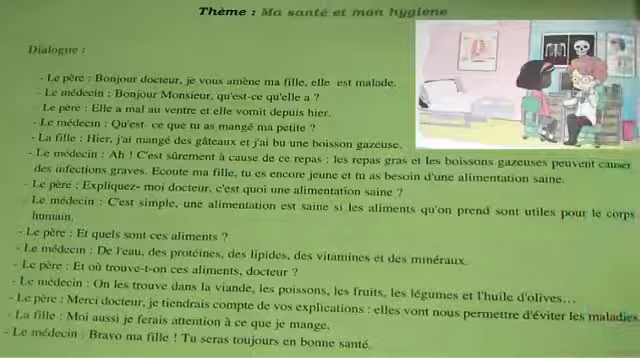 Thème : Ma santé et mon hygiène
Dialogue :
- Le père : Bonjour docteur, je vous amène ma fille, elle est malade.
- Le médecin : Bonjour Monsieur, qu'est-ce qu'elle a ?
Le père : Elle a mal au ventre et elle vomit depuis hier.
- Le médecin : Qu'est- ce que tu as mangé ma petite ?
- La fille : Hier, j'ai mangé des gâteaux et j'ai bu une boisson gazeuse.
- Le médecin : Ah ! C'est sûrement à cause de ce repas : les repas gras et les boissons gazeuses peuvent causer
des infections graves. Ecoute ma fille, tu es encore jeune et tu as besoin d'une alimentation saine.
- Le père : Expliquez- moi docteur, c'est quoi une alimentation saine ?
Le médecin : C'est simple, une alimentation est saine si les aliments qu'on prend sont utiles pour le corps
humain.
- Le père : Et quels sont ces aliments ?
- Le médecin : De l'eau, des protéines, des lipides, des vitamines et des minéraux.
- Le père : Et où trouve-t-on ces aliments, docteur ?
- Le médecin : On les trouve dans la viande, les poissons, les fruits, les légumes et l'huile d'olives…
- Le père : Merci docteur, je tiendrais compte de vos explications : elles vont nous permettre d'éviter les maladies.
- La fille : Moi aussi je ferais attention à ce que je mange.
- Le médecin : Bravo ma fille ! Tu seras toujours en bonne santé.